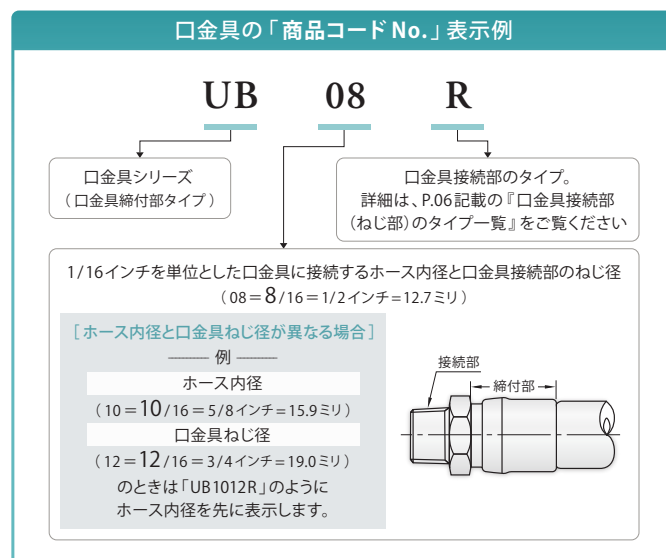 口金具の「商品コード No.」表示例
UB 08 R
口金具シリーズ
（口金具締付部タイプ）
口金具接続部のタイプ。
詳細は、P.06記載の『口金具接続部
（ねじ部）のタイプ一覧』をご覧ください
1/16インチを単位とした口金具に接続するホース内径と口金具接続部のねじ径
（08＝8/16＝1/2インチ＝12.7ミリ）
［ホース内径と口金具ねじ径が異なる場合］
例
ホース内径
（10＝10/16＝5/8インチ＝15.9ミリ）
口金具ねじ径
（12＝12/16＝3/4インチ＝19.0ミリ）
のときは「UB1012R」のように
ホース内径を先に表示します。
接続部
締付部